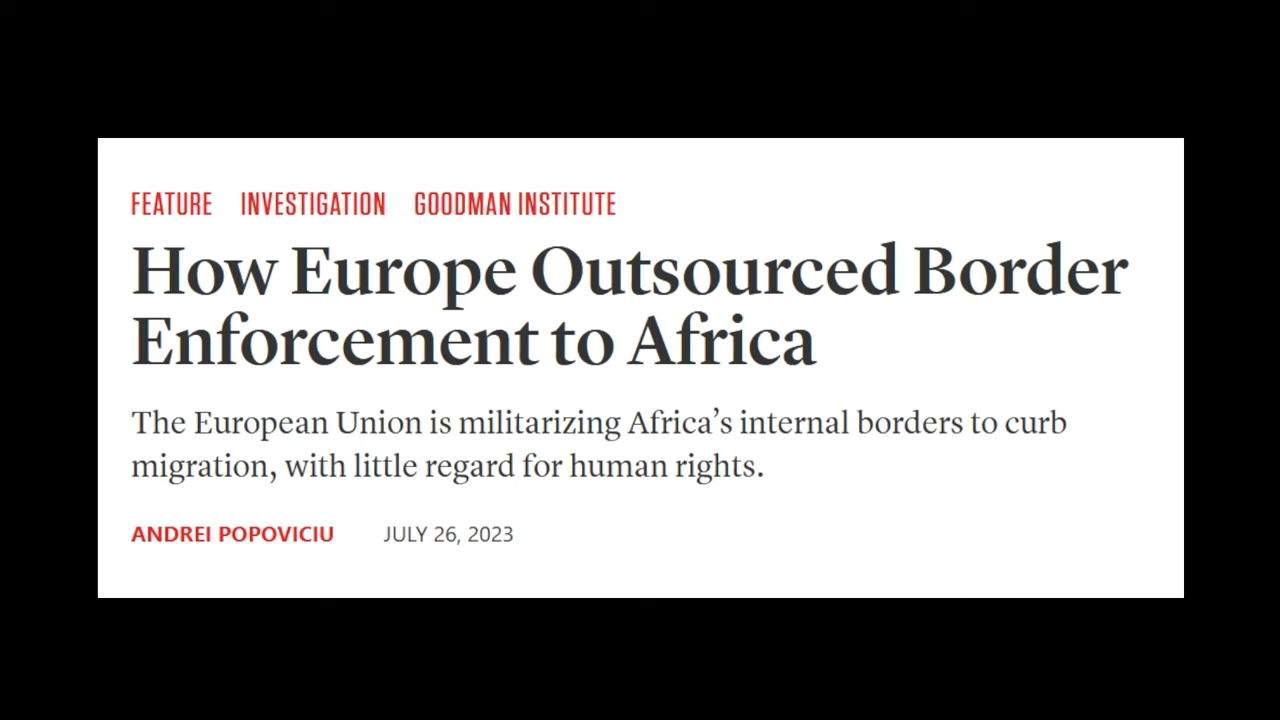 FEATURE INVESTIGATION GOODMAN INSTITUTE
How Europe Outsourced Border
Enforcement to Africa
The European Union is militarizing Africa’s internal borders to curb
migration, with little regard for human rights.
ANDREI POPOVICIU JULY 26, 2023